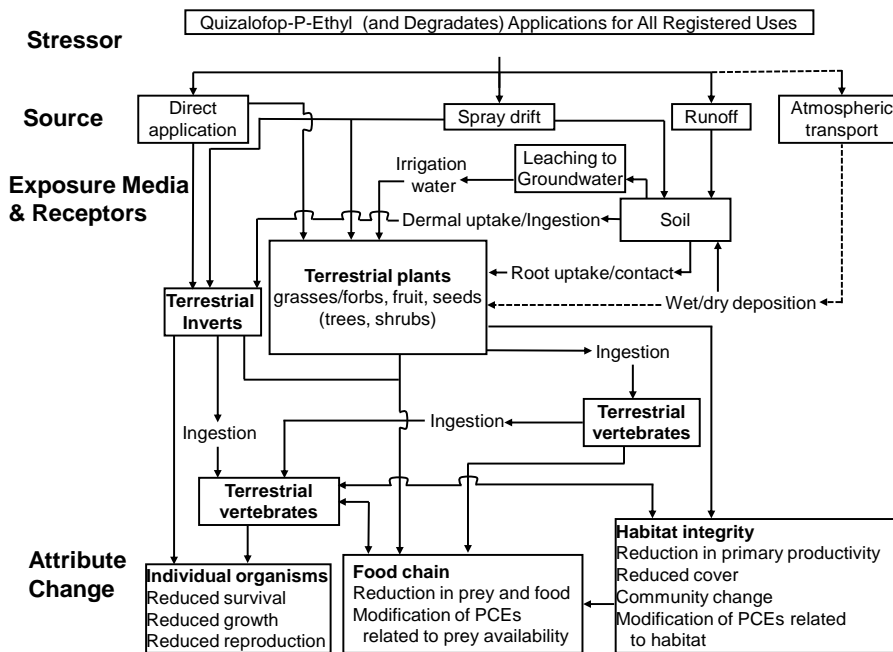 Quizalofop-P-Ethyl (and Degradates) Applications for All Registered Uses
Stressor
Source
Direct
application
Spray drift
Runoff
Atmospheric
transport
Exposure Media
& Receptors
Irrigation
water
Leaching to
Groundwater
Dermal uptake/Ingestion
Soil
Terrestrial plants
grasses/forbs, fruit, seeds
(trees, shrubs)
Root uptake/contact
Wet/dry deposition
Terrestrial
Inverts
Ingestion
Terrestrial
vertebrates
Ingestion
Ingestion
Terrestrial
vertebrates
Attribute
Change
Individual organisms
Reduced survival
Reduced growth
Reduced reproduction
Food chain
Reduction in prey and food
Modification of PCEs
related to prey availability
Habitat integrity
Reduction in primary productivity
Reduced cover
Community change
Modification of PCEs related
to habitat